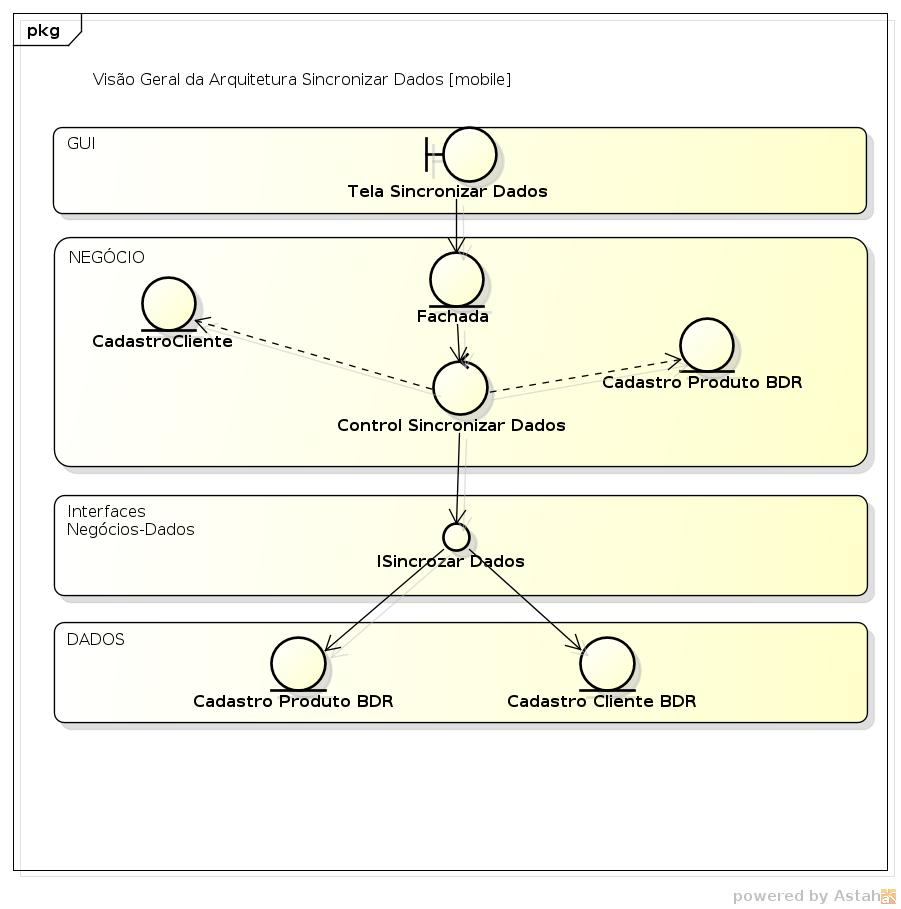 pkg
Visão Geral da Arquitetura Sincronizar Dados [mobile]
GUI
Tela Sincronizar Dados
NEGÓCIO
Fachada
CadastroCliente
Cadastro Produto BDR
Control Sincronizar Dados
Interfaces
Negócios-Dados
ISincrozar Dados
DADOS
Cadastro Produto BDR
Cadastro Cliente BDR
powered by Astah